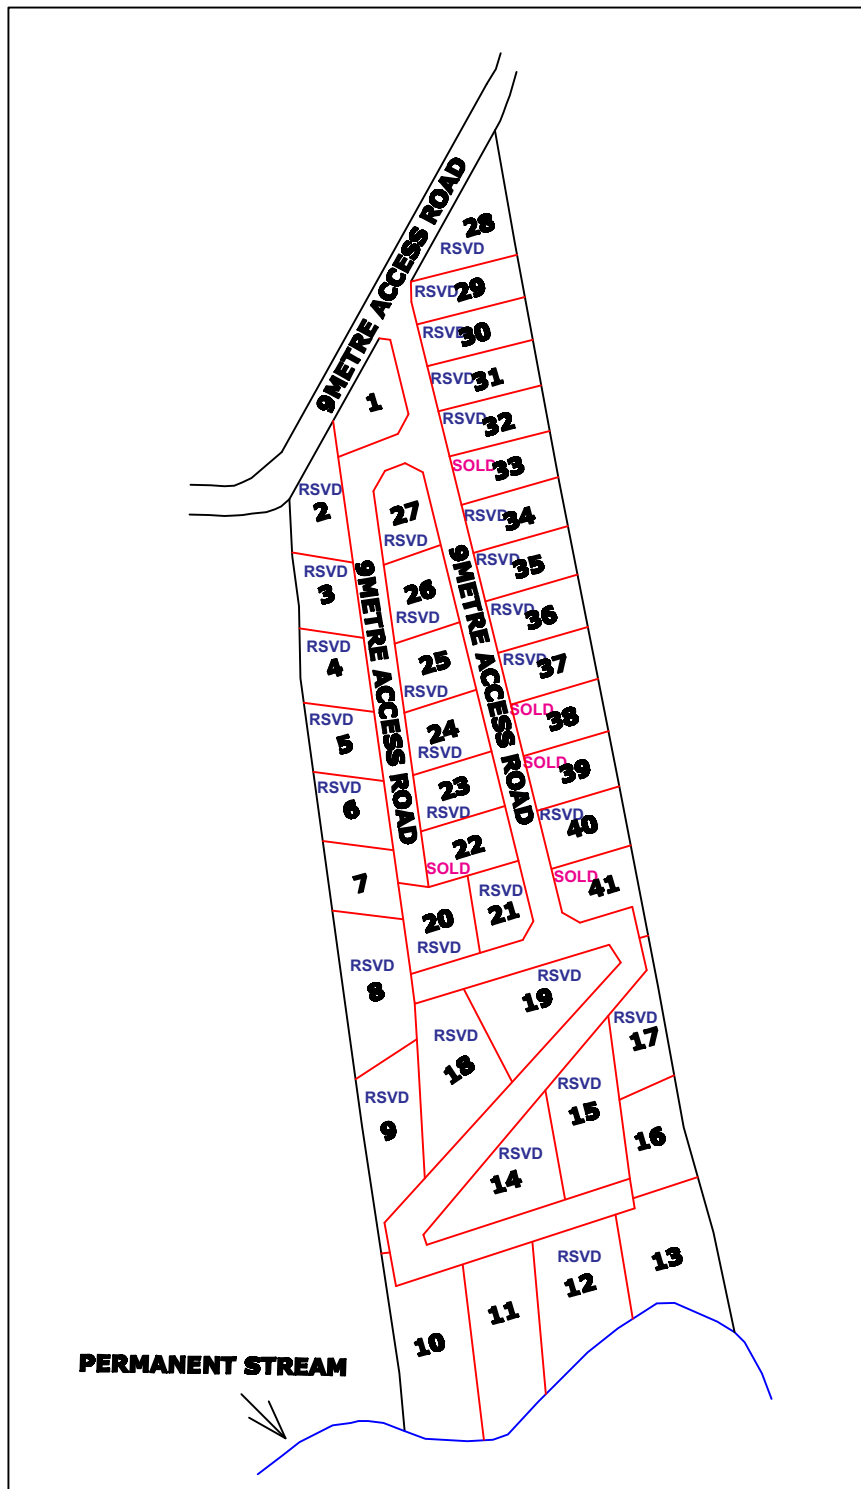 9METRE ACCESS ROAD
28
RSVD
RSVD 29
RSVD 30
RSVD 31
1
RSVD 32
SOLD 33
RSVD
2
27
RSVD
RSVD 34
RSVD 35
RSVD
3
26
RSVD
RSVD 36
9METRE ACCESS ROAD
9METRE ACCESS ROAD
RSVD
4
25
RSVD
RSVD 37
SOLD 38
RSVD
5
24
RSVD
SOLD 39
RSVD
6
23
RSVD
RSVD 40
22
SOLD
SOLD 41
7
RSVD
21
20
RSVD
RSVD
8
RSVD
19
RSVD
17
RSVD
18
RSVD
9
RSVD
15
16
RSVD
14
RSVD
12
13
11
10
PERMANENT STREAM